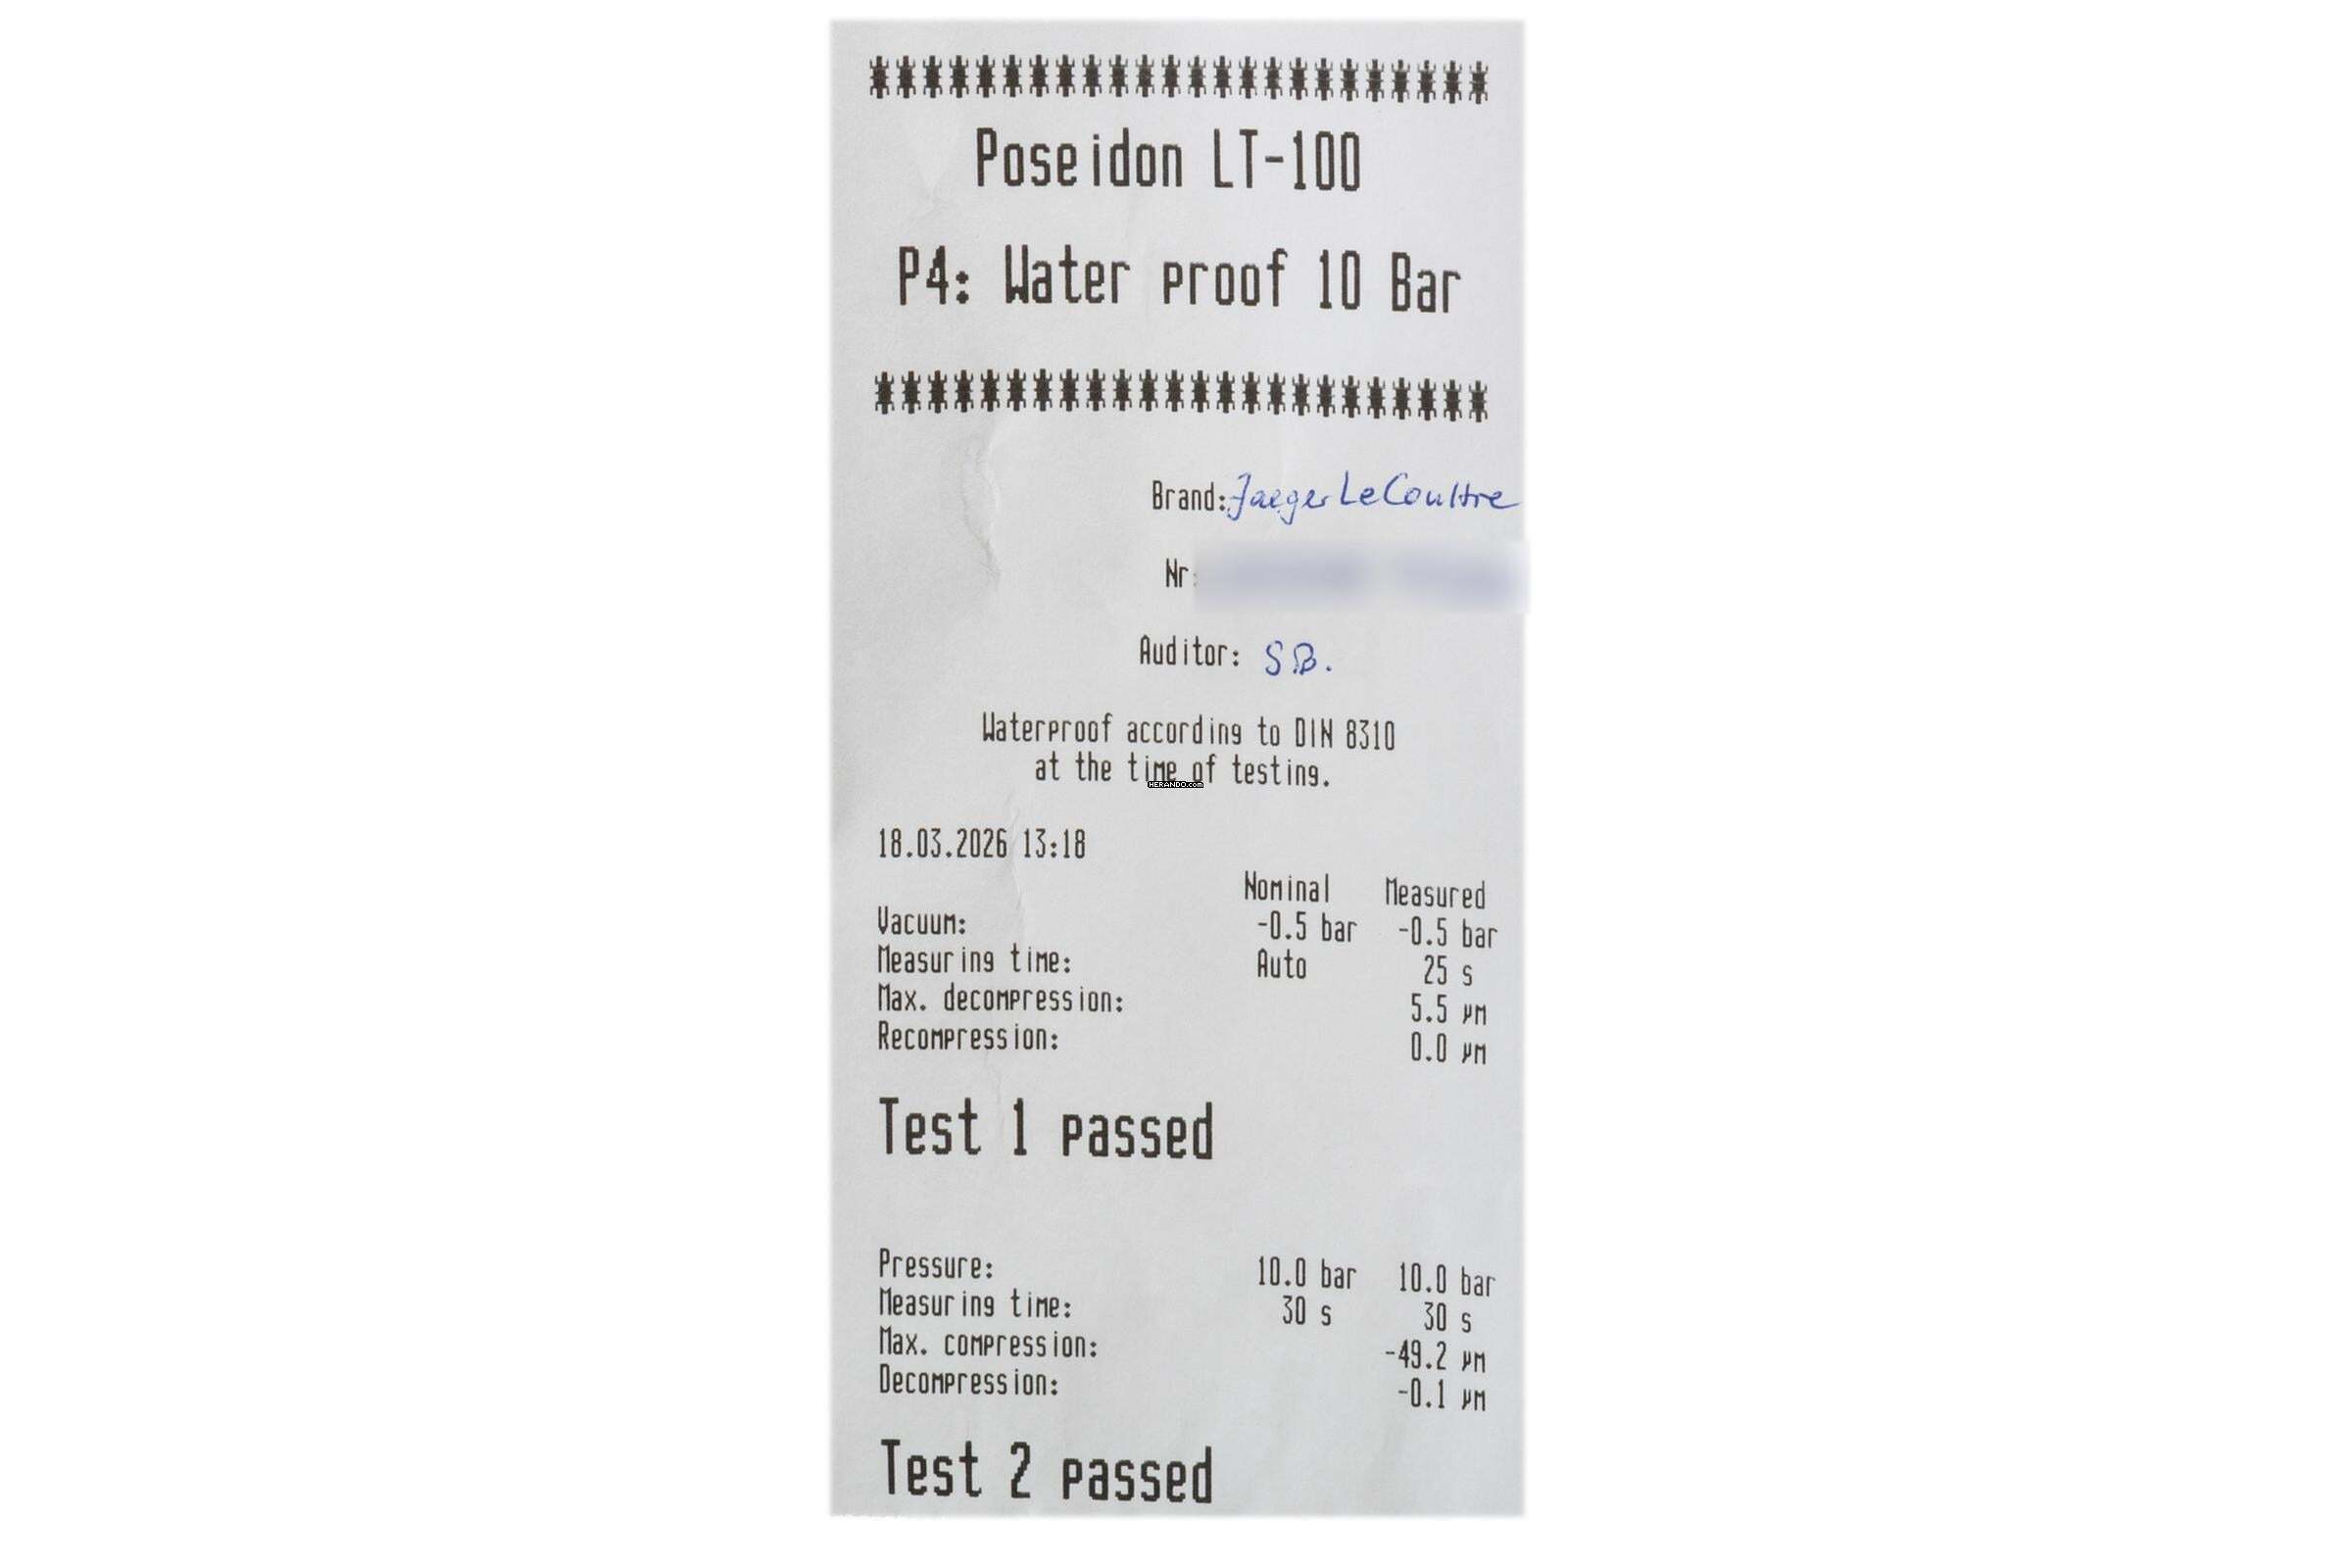 ************************
Poseidon LT-100
P4: Water proof 10 Bar
************************
Brand: Jaeger LeCoultre
Nr:
Auditor: S.B.
Waterproof according to DIN 8310
at the time of testing.
HERANDO.com
18.03.2026 13:18
Nominal Measured
Vacuum: -0.5 bar -0.5 bar
Measuring time: Auto 25 s
Max. decompression: 5.5 µm
Recompression: 0.0 µm
Test 1 passed
Pressure: 10.0 bar 10.0 bar
Measuring time: 30 s 30 s
Max. compression: -49.2 µm
Decompression: -0.1 µm
Test 2 passed